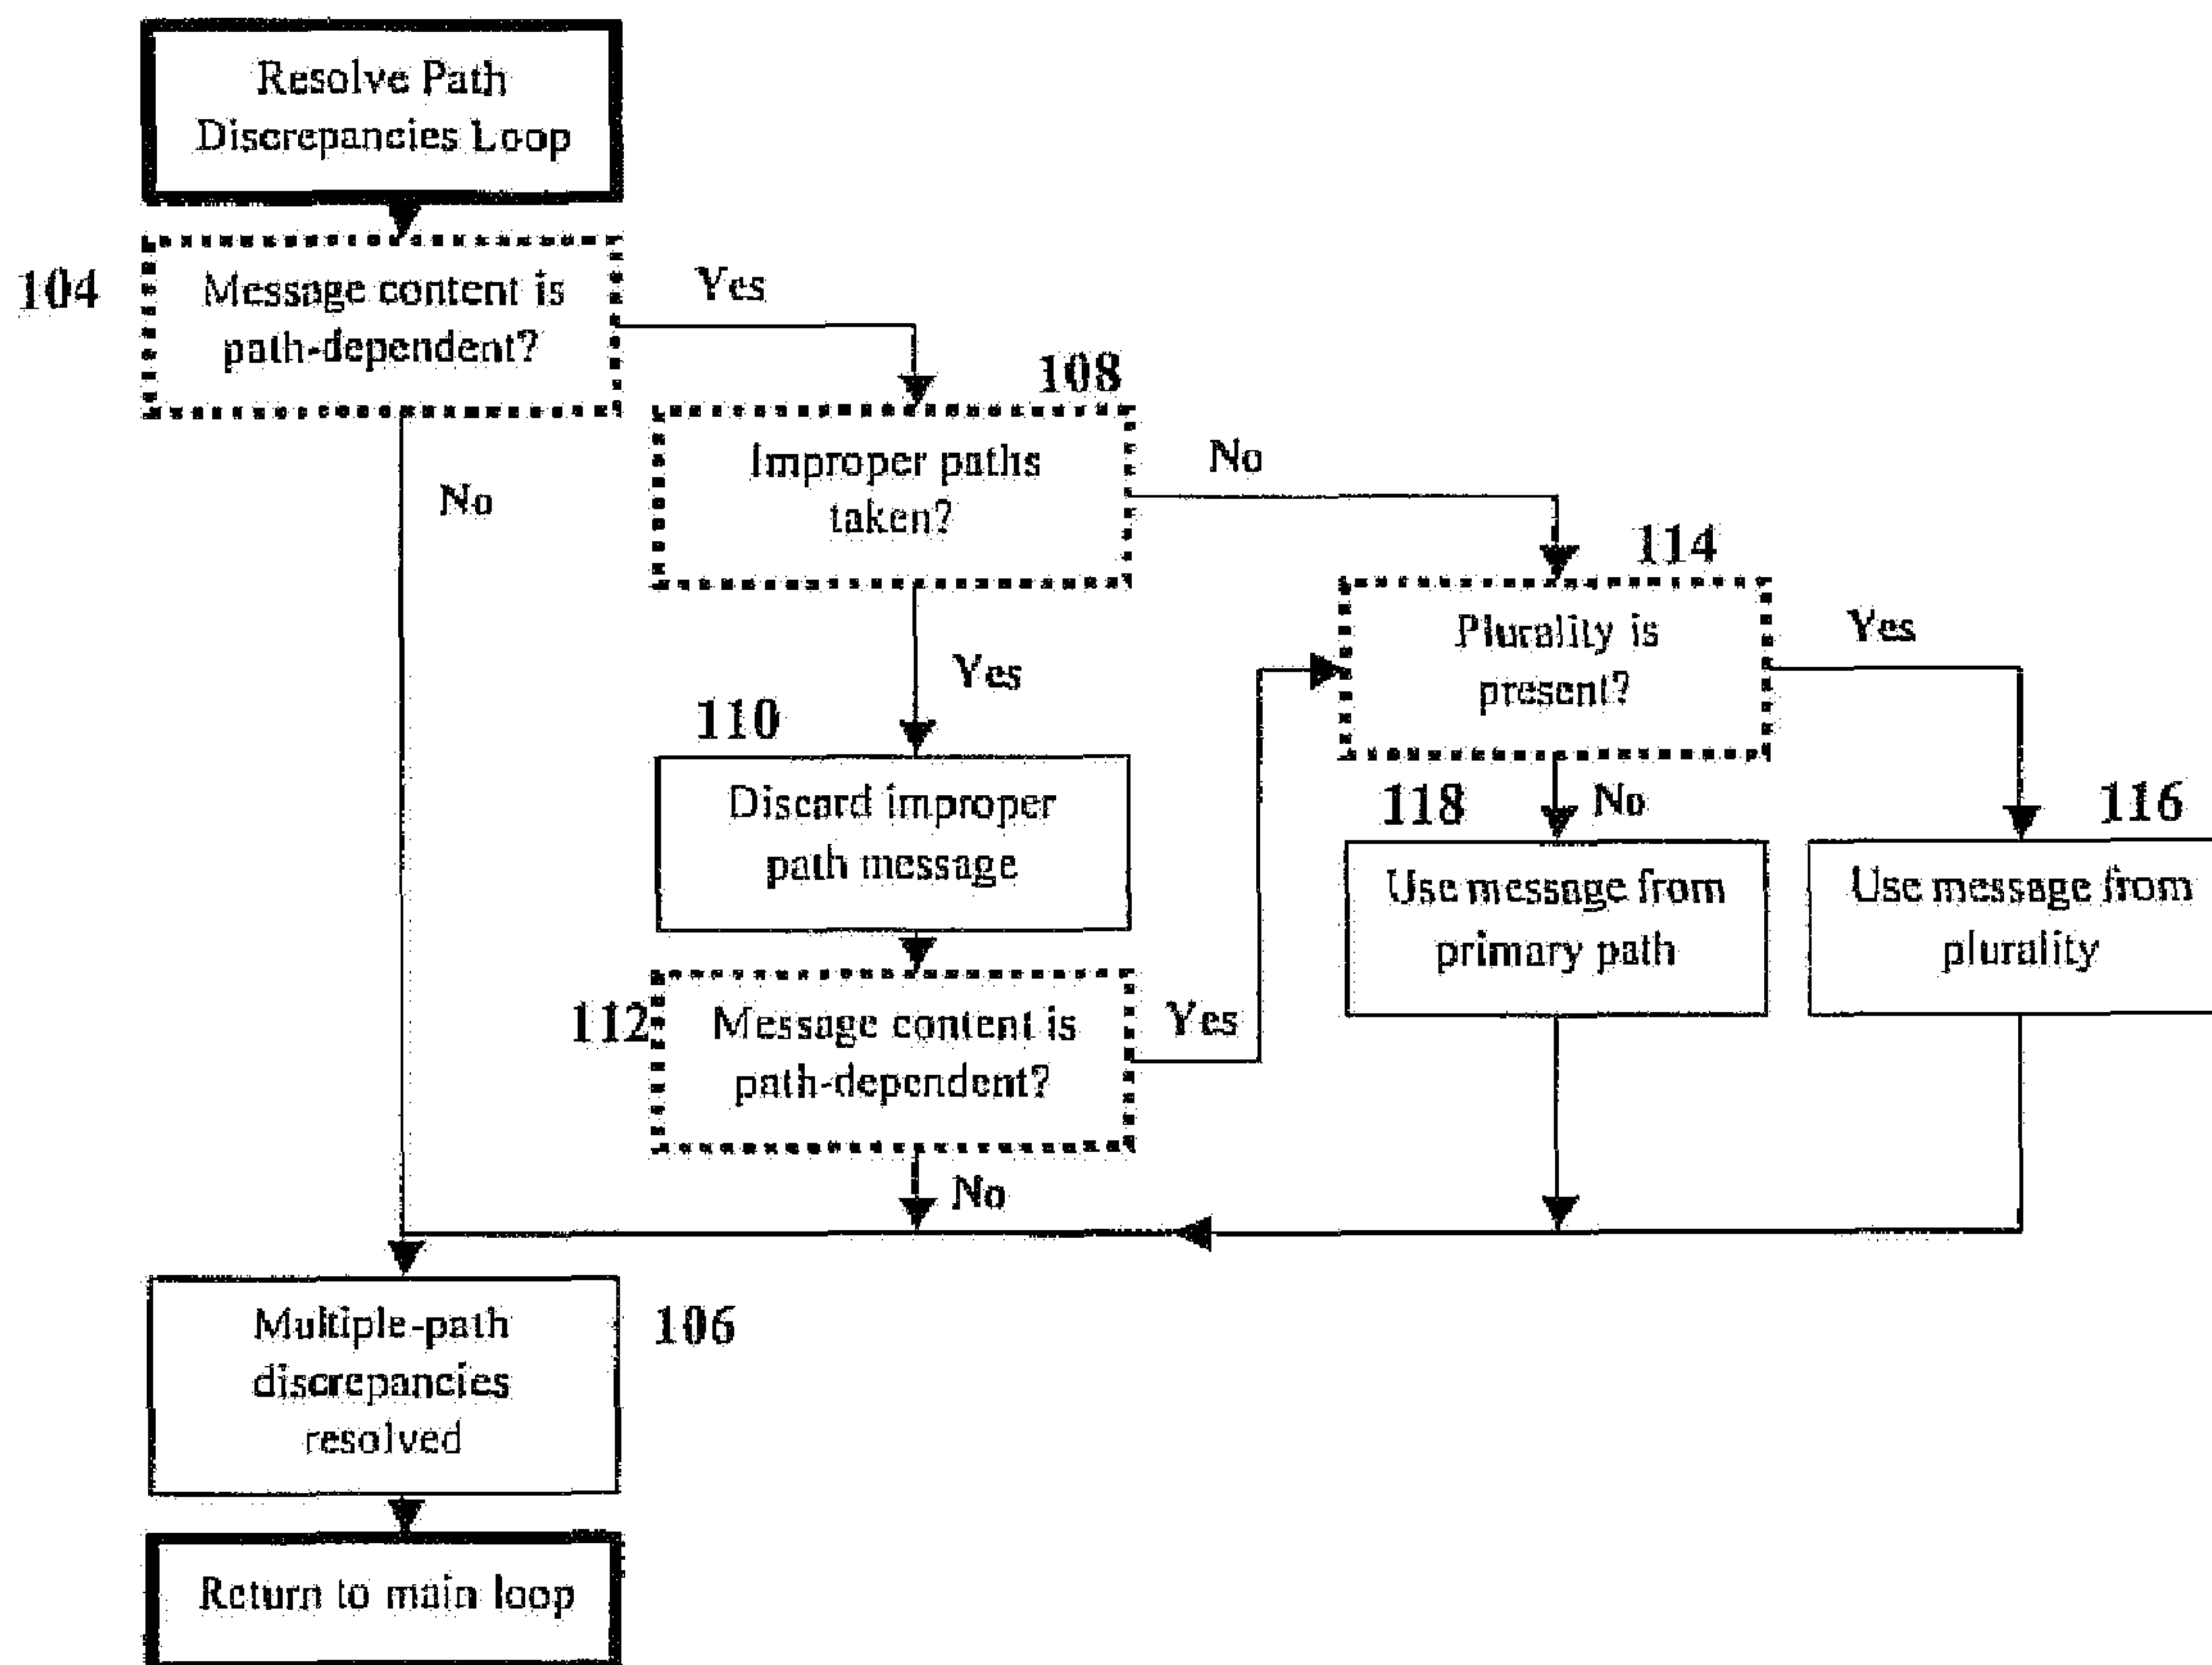 Resolve Path
Discrepancies Loop
104
Message content is
path-dependent?
Yes
No
108
Improper paths
taken?
No
Yes
114
Plurality is
present?
Yes
No
110
Discard improper
path message
118
Use message from
primary path
116
Use message from
plurality
112
Message content is
path-dependent?
Yes
No
Multiple-path
discrepancies
resolved
106
Return to main loop